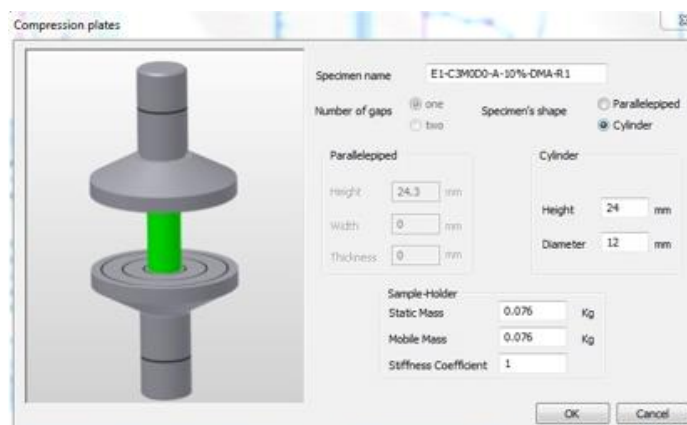 Compression plates
Specimen name E1-C3M0D0-A-10%-DMA-R1
Number of gaps one two Specimen's shape Parallelepiped Cylinder
Parallelepiped
Height 24.3 mm
Width 0 mm
Thickness 0 mm
Cylinder
Height 24 mm
Diameter 12 mm
Sample-Holder
Static Mass 0.076 Kg
Mobile Mass 0.076 Kg
Stiffness Coefficient 1
OK Cancel